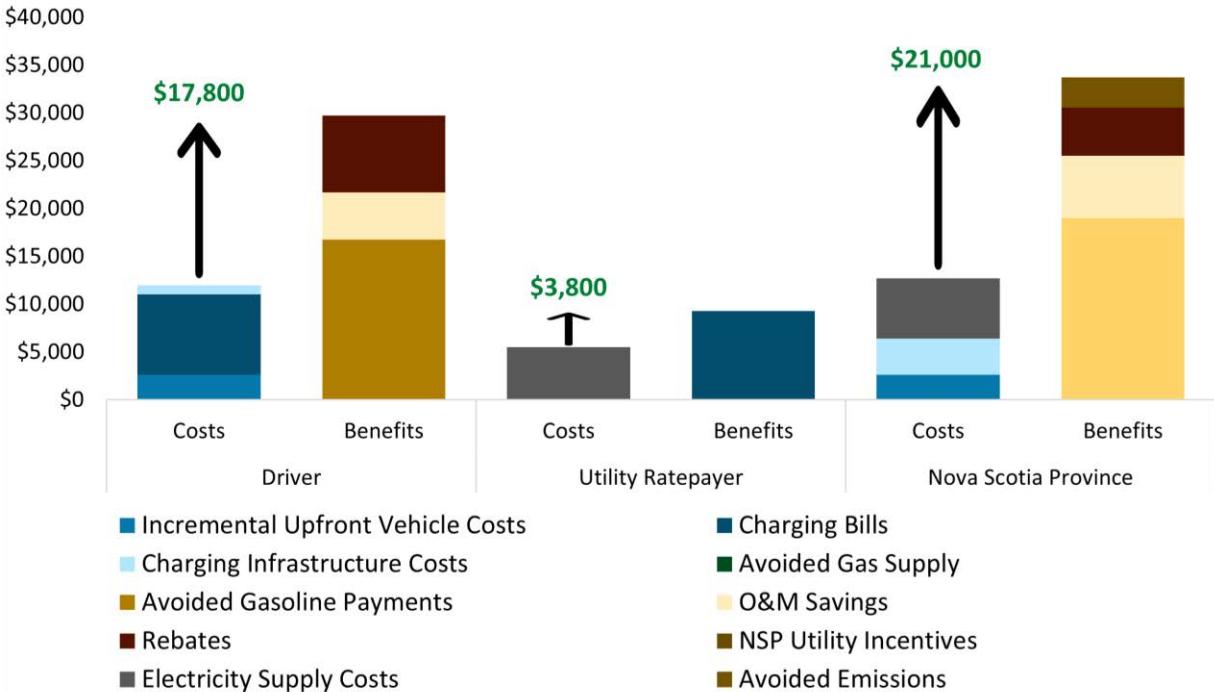 $40,000
$35,000
$30,000
$25,000
$20,000
$15,000
$10,000
$5,000
$0
$17,800
$3,800
$21,000
Costs Benefits Costs Benefits Costs Benefits
Driver Utility Ratepayer Nova Scotia Province
Incremental Upfront Vehicle Costs
Charging Bills
Charging Infrastructure Costs
Avoided Gas Supply
Avoided Gasoline Payments
O&M Savings
Rebates
NSP Utility Incentives
Electricity Supply Costs
Avoided Emissions